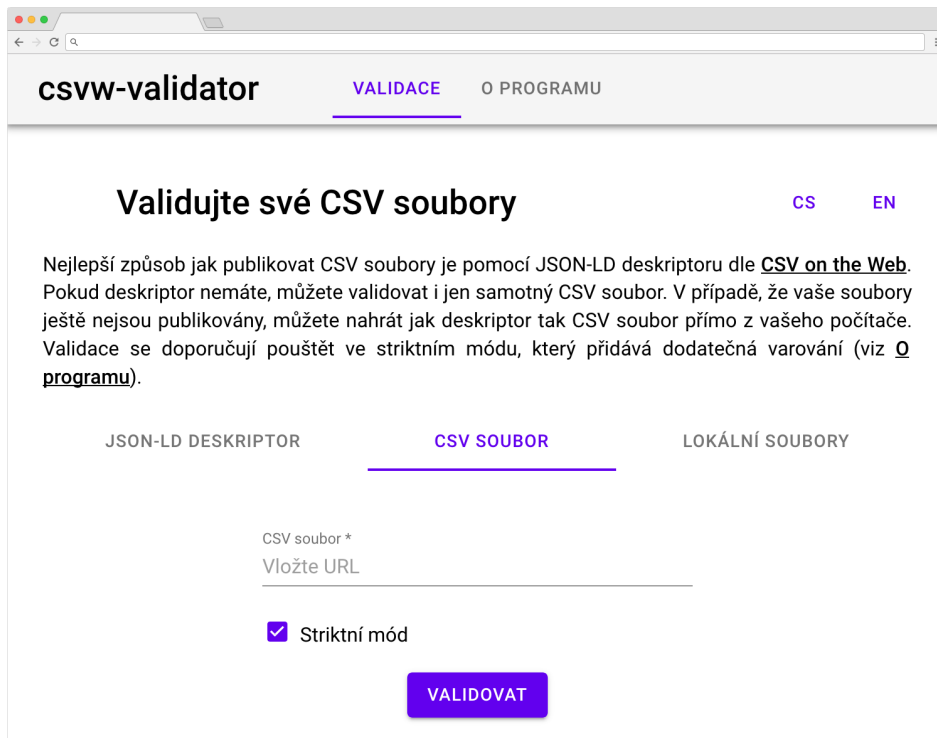 csvw-validator VALIDACE O PROGRAMU
Validujte své CSV soubory CS EN
Nejlepší způsob jak publikovat CSV soubory je pomocí JSON-LD deskriptoru dle CSV on the Web.
Pokud deskriptor nemáte, můžete validovat i jen samotný CSV soubor. V případě, že vaše soubory
ještě nejsou publikovány, můžete nahrát jak deskriptor tak CSV soubor přímo z vašeho počítače.
Validace se doporučují pouštět ve striktním módu, který přidává dodatečná varování (viz O
programu).
JSON-LD DESKRIPTOR CSV SOUBOR LOKÁLNÍ SOUBORY
CSV soubor *
Vložte URL
Striktní mód
VALIDOVAT